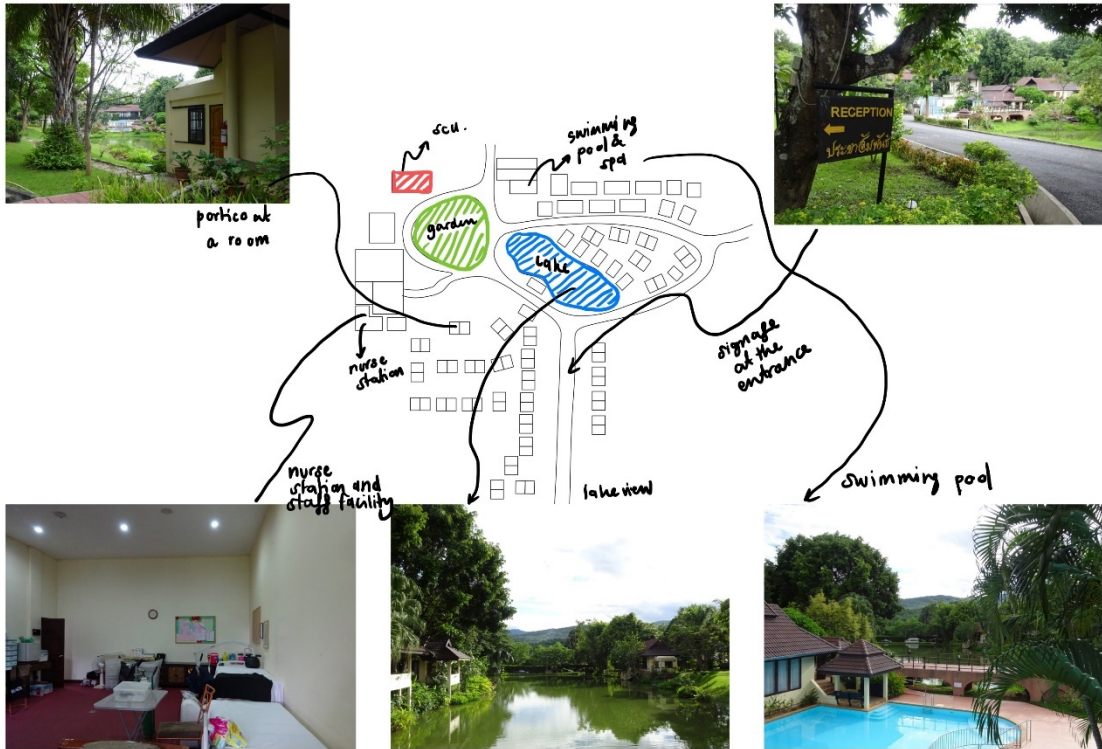 RECEPTION
ประชาสัมพันธ์
scu.
swimming
pool &
spa
portico at
a room
garden
lake
nurse
station
signage
at the
entrance
nurse
station and
staff facility
lake view
swimming pool